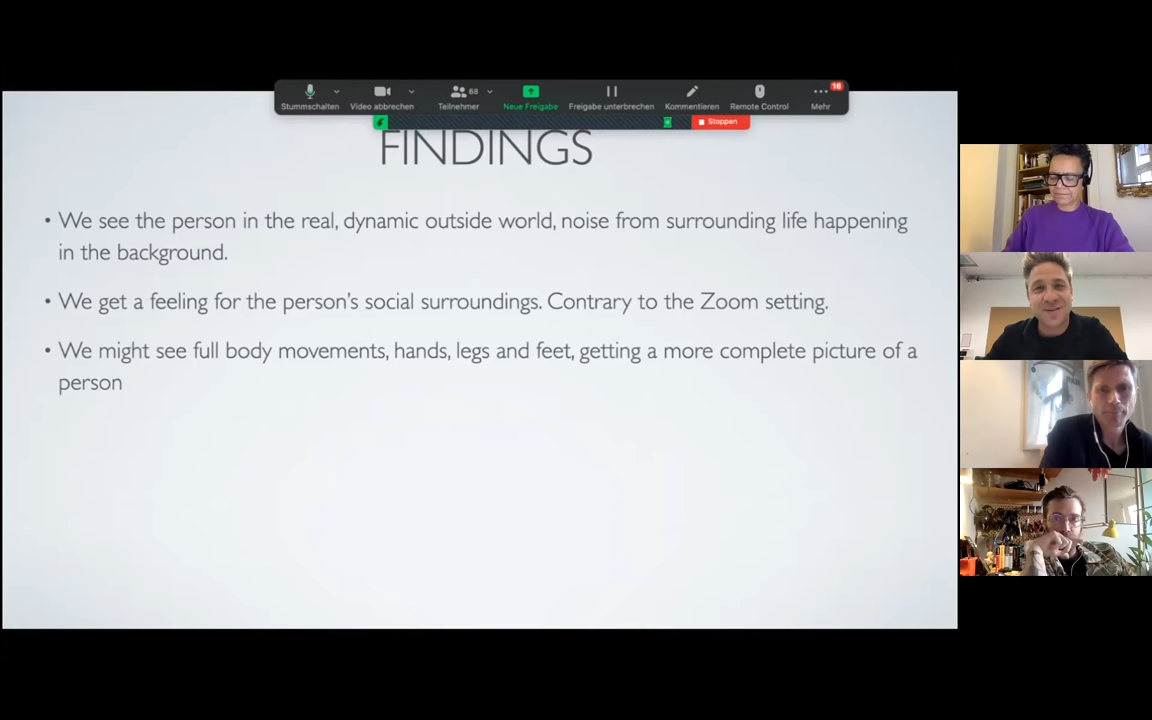 68
16
Stummschalten
Video abbrechen
Teilnehmer
Neue Freigabe
Freigabe unterbrechen
Kommentieren
Remote Control
Mehr
Stoppen
FINDINGS
• We see the person in the real, dynamic outside world, noise from surrounding life happening
in the background.
• We get a feeling for the person's social surroundings. Contrary to the Zoom setting.
• We might see full body movements, hands, legs and feet, getting a more complete picture of a
person